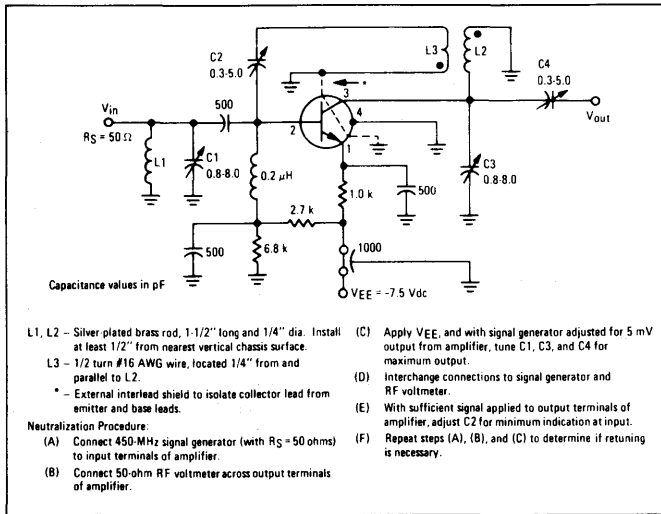 L3
L2
C2
0.3-5.0
C4
0.3-5.0
Vin
RS = 50 Ω
500
3
4
2
1
Vout
L1
C1
0.8-8.0
0.2 μH
C3
0.8-8.0
1.0 k
500
2.7 k
500
6.8 k
1000
VEE = -7.5 Vdc
Capacitance values in pF
L1, L2 – Silver-plated brass rod, 1-1/2" long and 1/4" dia. Install
at least 1/2" from nearest vertical chassis surface.
L3 – 1/2 turn #16 AWG wire, located 1/4" from and
parallel to L2.
* – External interlead shield to isolate collector lead from
emitter and base leads.
Neutralization Procedure:
(A) Connect 450-MHz signal generator (with RS = 50 ohms)
to input terminals of amplifier.
(B) Connect 50-ohm RF voltmeter across output terminals
of amplifier.
(C) Apply VEE, and with signal generator adjusted for 5 mV
output from amplifier, tune C1, C3, and C4 for
maximum output.
(D) Interchange connections to signal generator and
RF voltmeter.
(E) With sufficient signal applied to output terminals of
amplifier, adjust C2 for minimum indication at input.
(F) Repeat steps (A), (B), and (C) to determine if retuning
is necessary.